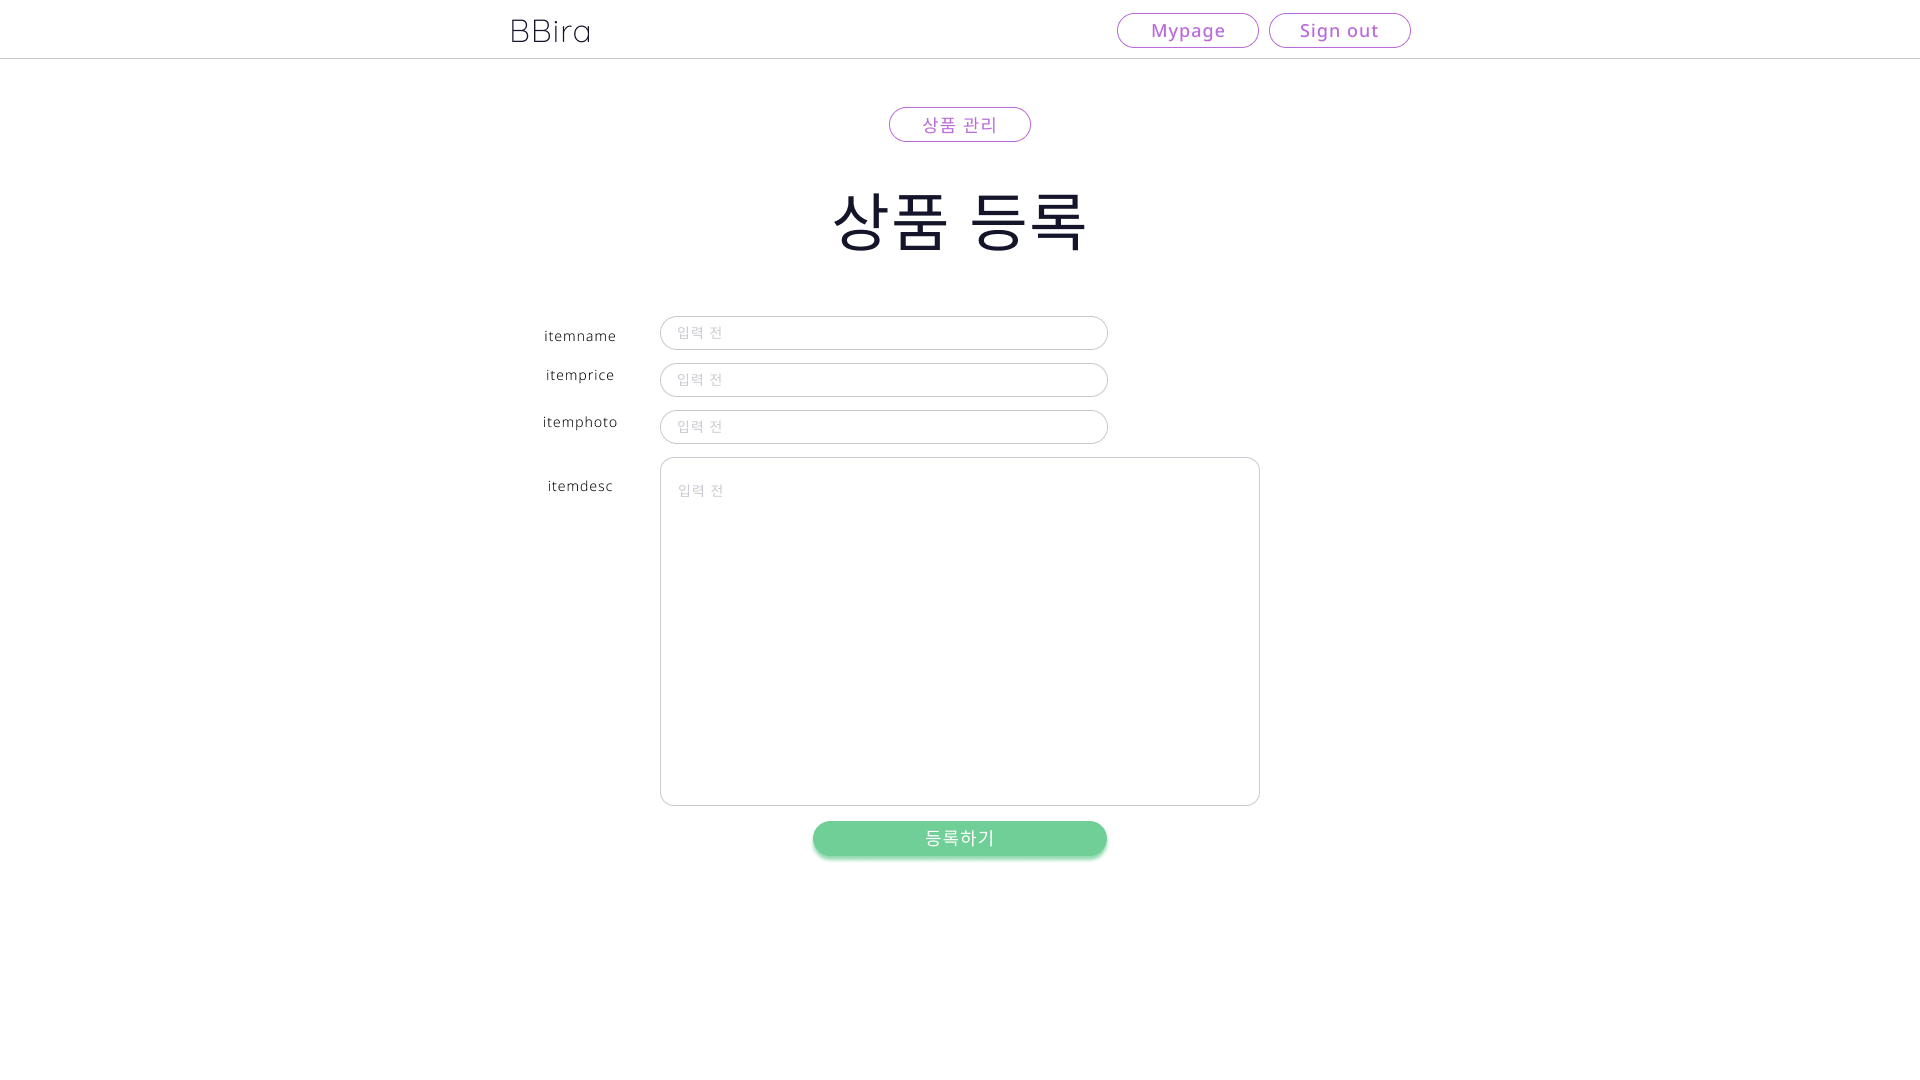 BBira
Mypage
Sign out
상품 관리
상품 등록
itemname
입력 전
itemprice
입력 전
itemphoto
입력 전
itemdesc
입력 전
등록하기